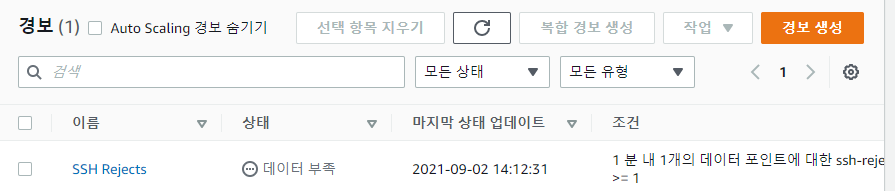 경보 (1) Auto Scaling 경보 숨기기 선택 항목 지우기 복합 경보 생성 작업 경보 생성
검색 모든 상태 모든 유형 1
이름 상태 마지막 상태 업데이트 조건
SSH Rejects 데이터 부족 2021-09-02 14:12:31 1 분 내 1개의 데이터 포인트에 대한 ssh-reje
>= 1